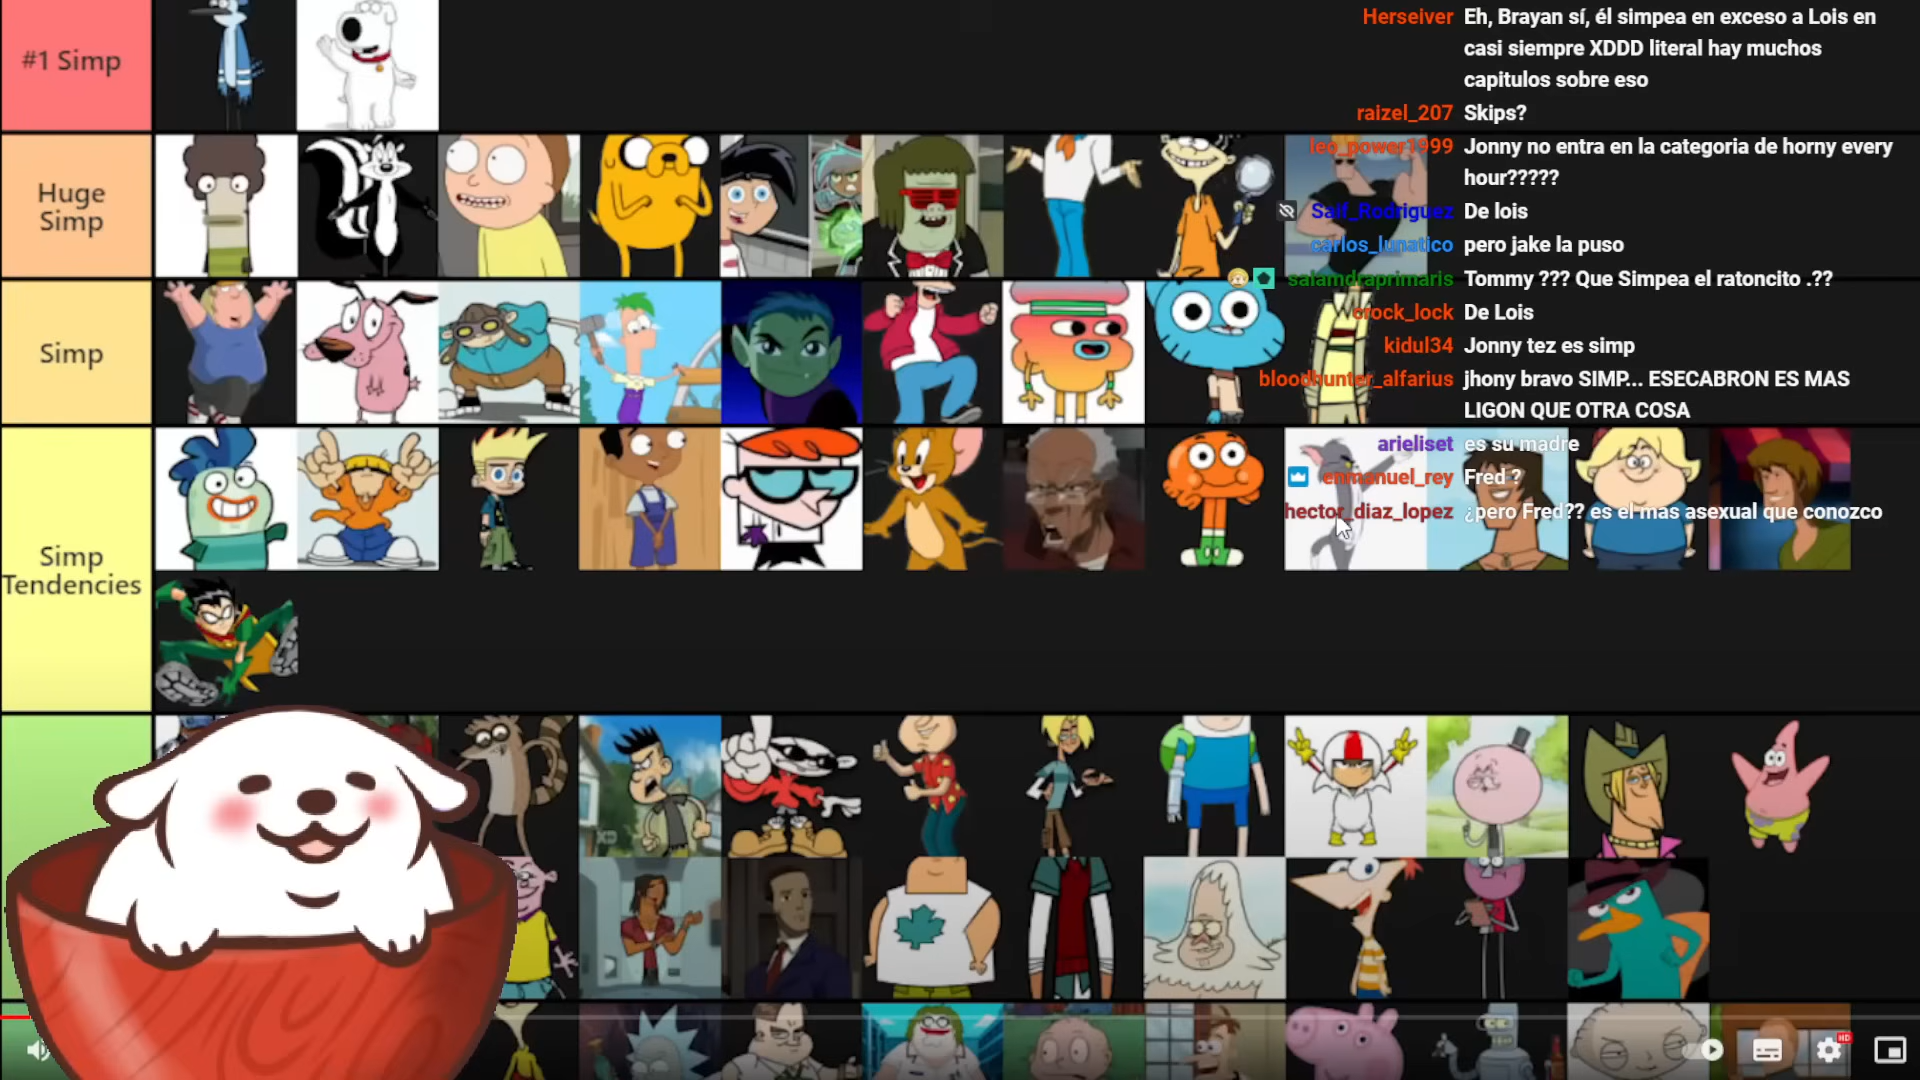 #1 Simp
Herseiver Eh, Brayan sí, él simpea en exceso a Lois en
casi siempre XDDD literal hay muchos
capitulos sobre eso
raizel_207 Skips?
Huge
Simp
leo_power1999 Jonny no entra en la categoria de horny every
hour?????
Saif_Rodriguez De lois
carlos_lunatico pero jake la puso
salamdraprimaris Tommy ??? Que Simpea el ratoncito .??
Simp
crock_lock De Lois
kidul34 Jonny tez es simp
bloodhunter_alfarius jhony bravo SIMP... ESECABRON ES MAS
LIGON QUE OTRA COSA
Simp
Tendencies
arieliset es su madre
enmanuel_rey Fred ?
hector_diaz_lopez ¿pero Fred?? es el mas asexual que conozco
HD